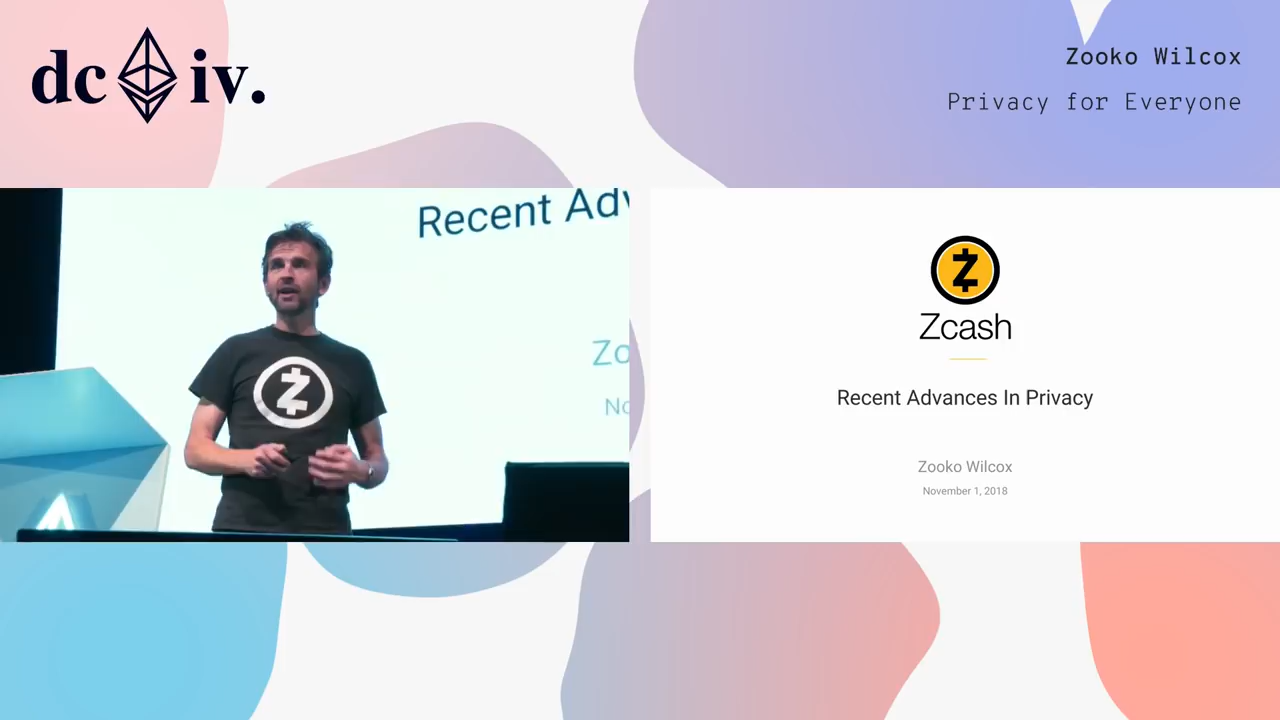 dc iv.
Zooko Wilcox
Privacy for Everyone
Recent Adv
Zo
No
Zcash
Recent Advances In Privacy
Zooko Wilcox
November 1, 2018